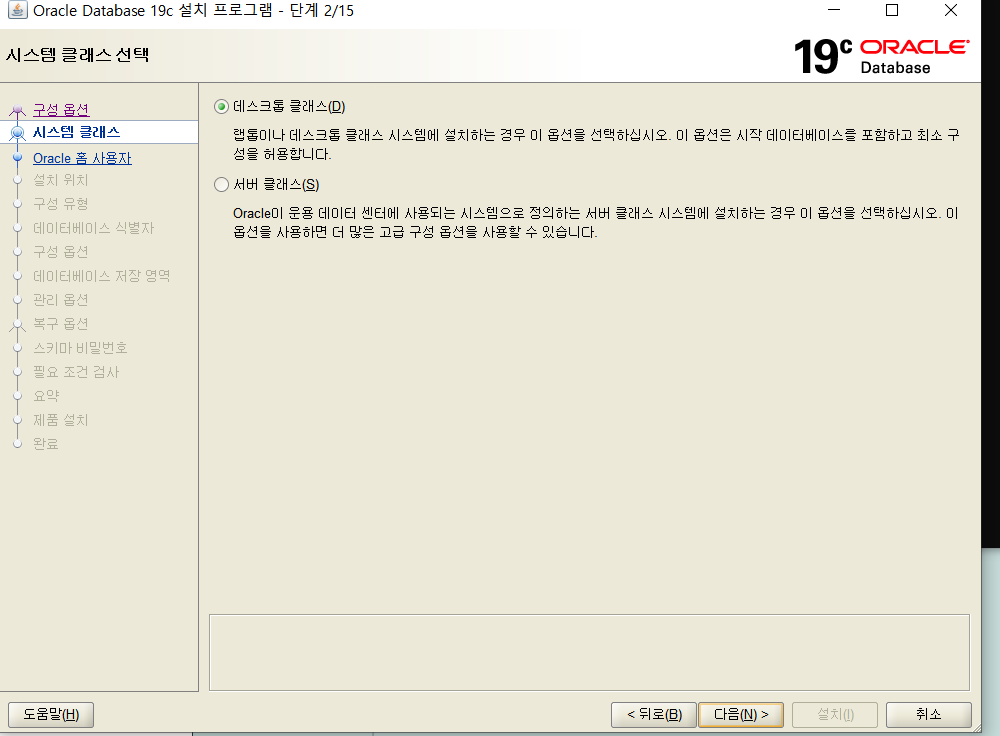 Oracle Database 19c 설치 프로그램 - 단계 2/15
시스템 클래스 선택
19c ORACLE
Database
구성 옵션
시스템 클래스
Oracle 홈 사용자
설치 위치
구성 유형
데이터베이스 식별자
구성 옵션
데이터베이스 저장 영역
관리 옵션
복구 옵션
스키마 비밀번호
필요 조건 검사
요약
제품 설치
완료
데스크톱 클래스(D)
랩톱이나 데스크톱 클래스 시스템에 설치하는 경우 이 옵션을 선택하십시오. 이 옵션은 시작 데이터베이스를 포함하고 최소 구
성을 허용합니다.
서버 클래스(S)
Oracle이 운용 데이터 센터에 사용되는 시스템으로 정의하는 서버 클래스 시스템에 설치하는 경우 이 옵션을 선택하십시오. 이
옵션을 사용하면 더 많은 고급 구성 옵션을 사용할 수 있습니다.
도움말(H)
< 뒤로(B)
다음(N) >
설치(I)
취소